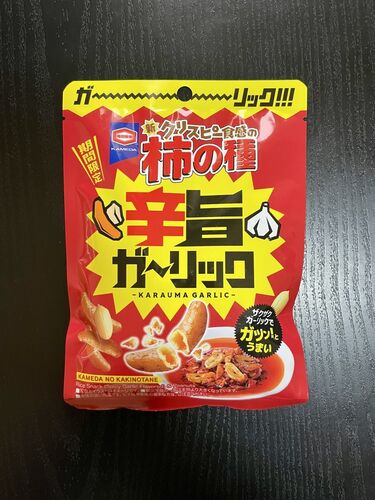 ガ〜〜〜リック!!!
KAMEDA
期間限定
新クリスピー食感の
柿の種
辛旨
ガ〜リック
-KARAUMA GARLIC-
ザクザク
ガーリックで
ガツン!と
うまい
KAMEDA NO KAKINOTANE